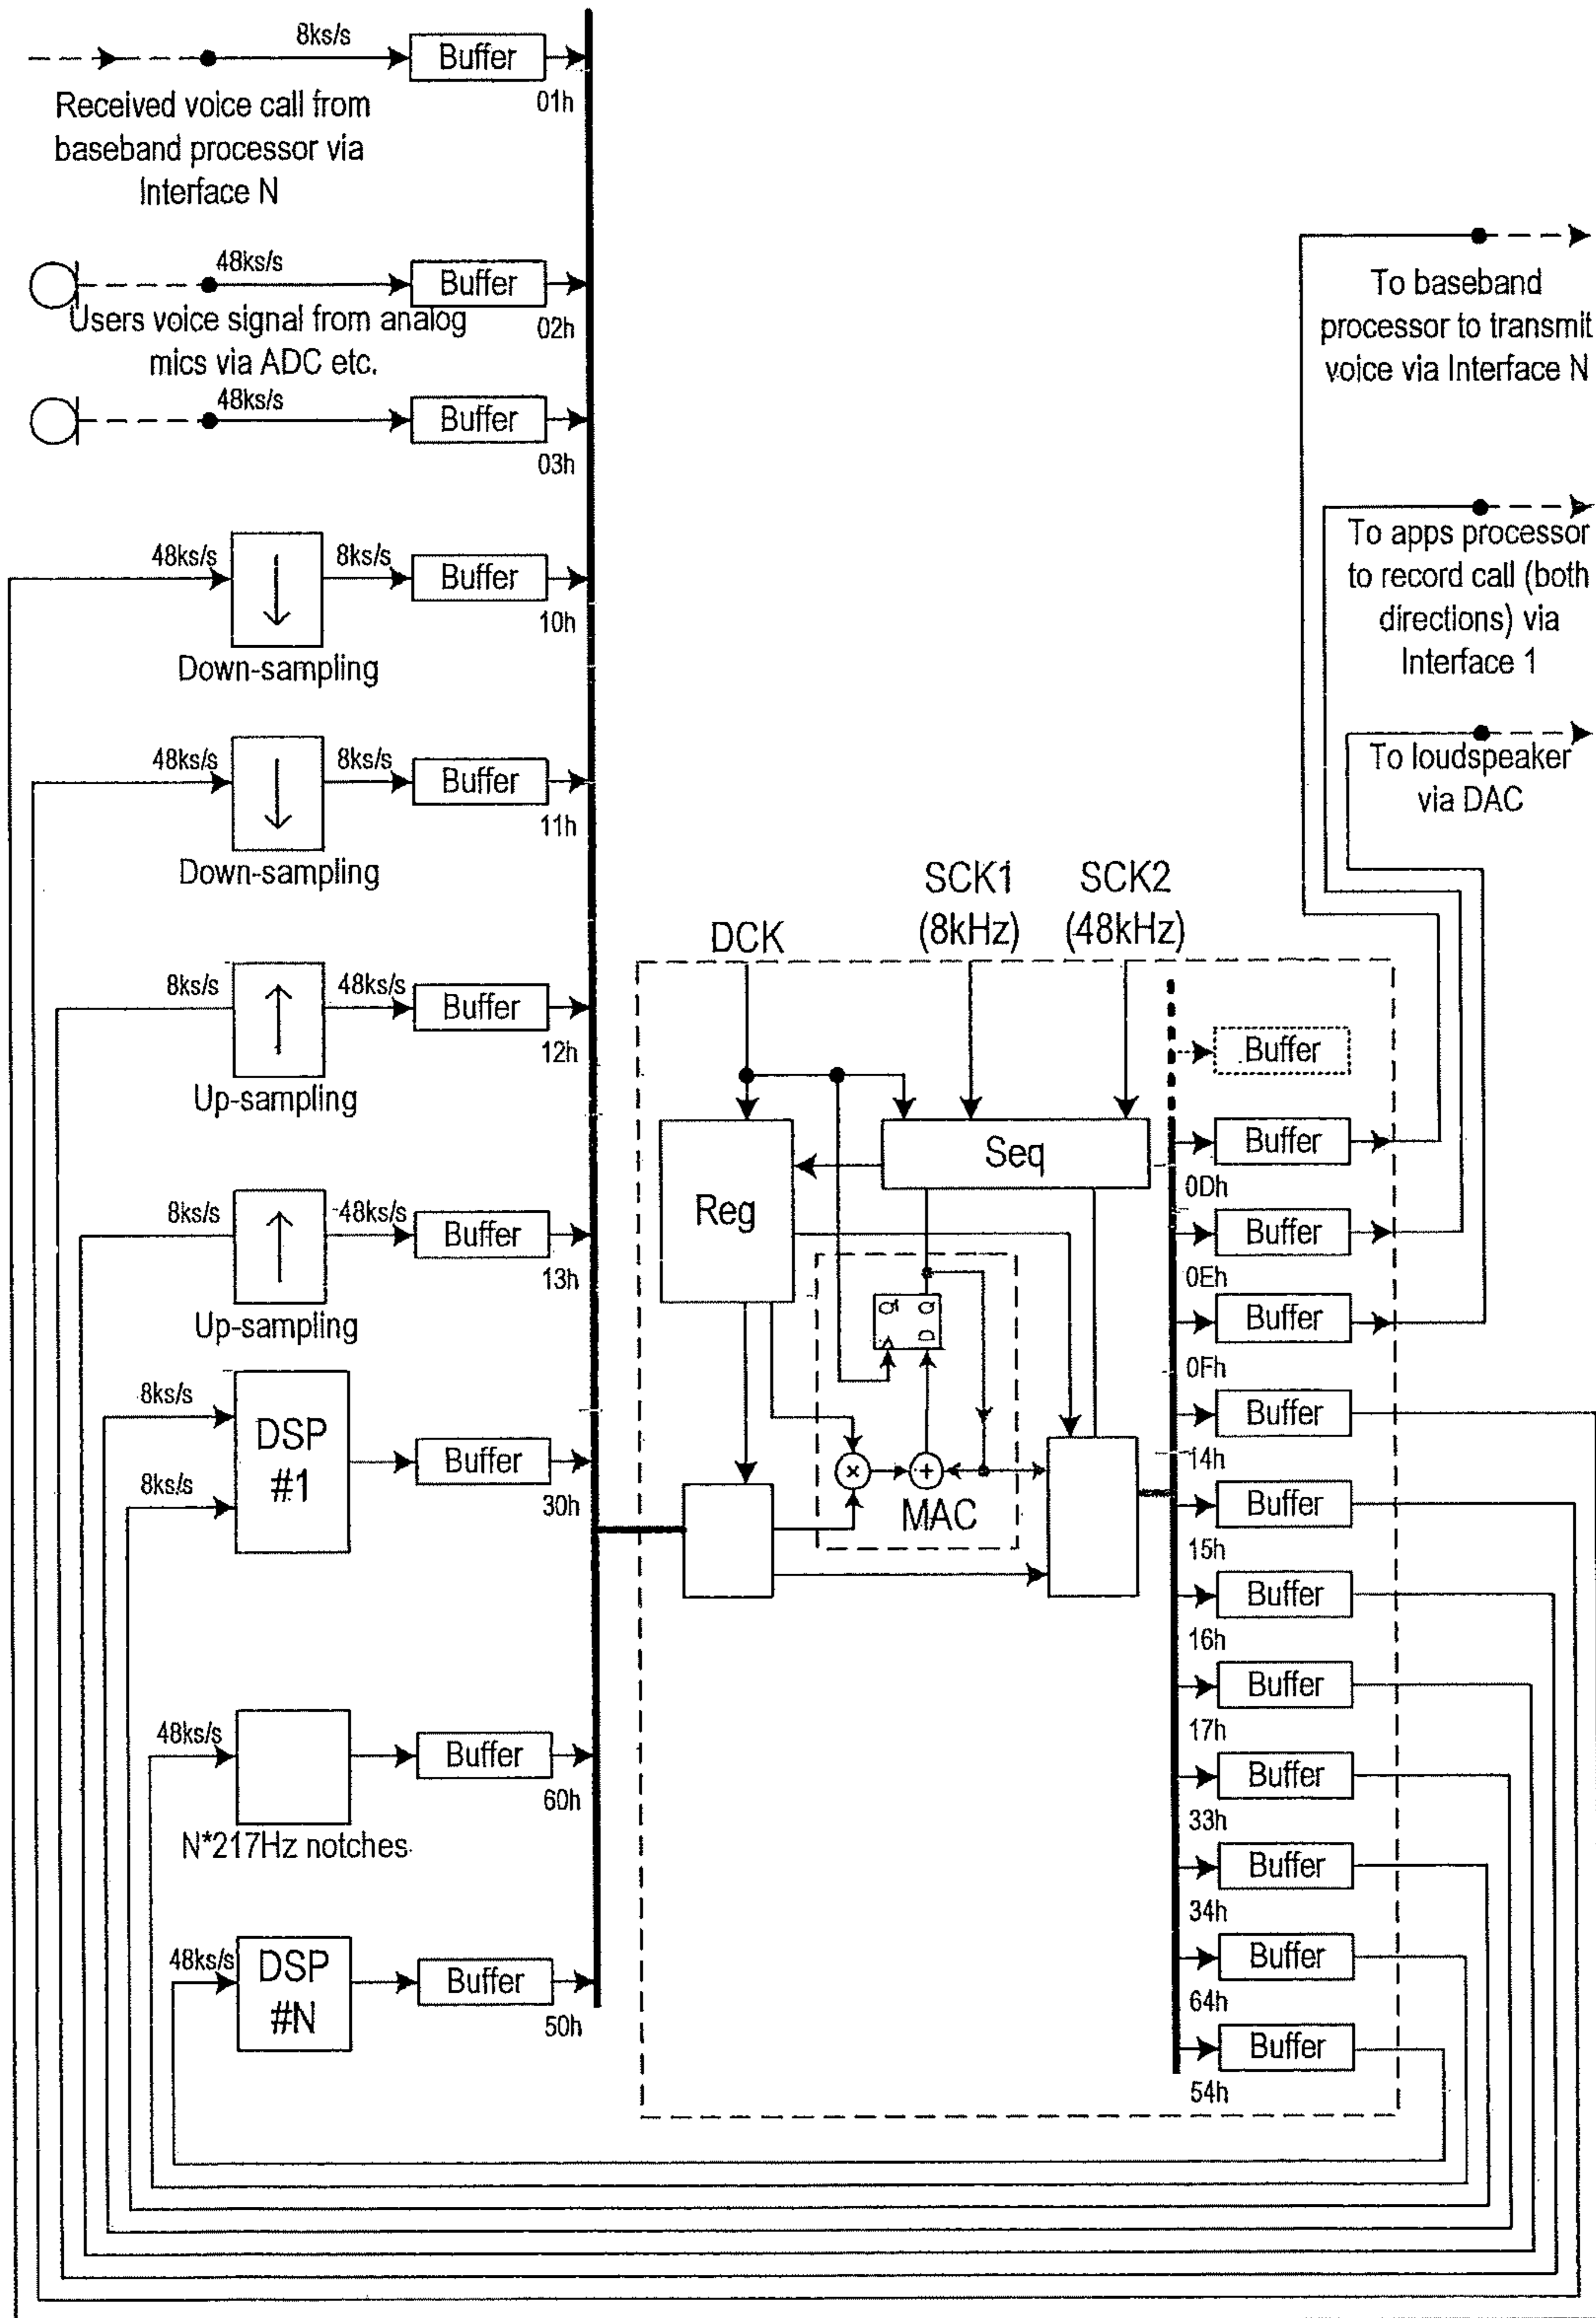 8ks/s
Buffer
01h
Received voice call from
baseband processor via
Interface N
48ks/s
Buffer
02h
Users voice signal from analog
mics via ADC etc.
48ks/s
Buffer
03h
48ks/s
8ks/s
Buffer
10h
Down-sampling
48ks/s
8ks/s
Buffer
11h
Down-sampling
8ks/s
48ks/s
Buffer
12h
Up-sampling
8ks/s
48ks/s
Buffer
13h
Up-sampling
8ks/s
8ks/s
DSP
#1
Buffer
30h
48ks/s
Buffer
60h
N*217Hz notches
48ks/s
DSP
#N
Buffer
50h
DCK
SCK1
(8kHz)
SCK2
(48kHz)
Reg
Seq
Q
Q
D
×
+
MAC
To baseband
processor to transmit
voice via Interface N
To apps processor
to record call (both
directions) via
Interface 1
To loudspeaker
via DAC
Buffer
Buffer
0Dh
Buffer
0Eh
Buffer
0Fh
Buffer
14h
Buffer
15h
Buffer
16h
Buffer
17h
Buffer
33h
Buffer
34h
Buffer
64h
Buffer
54h